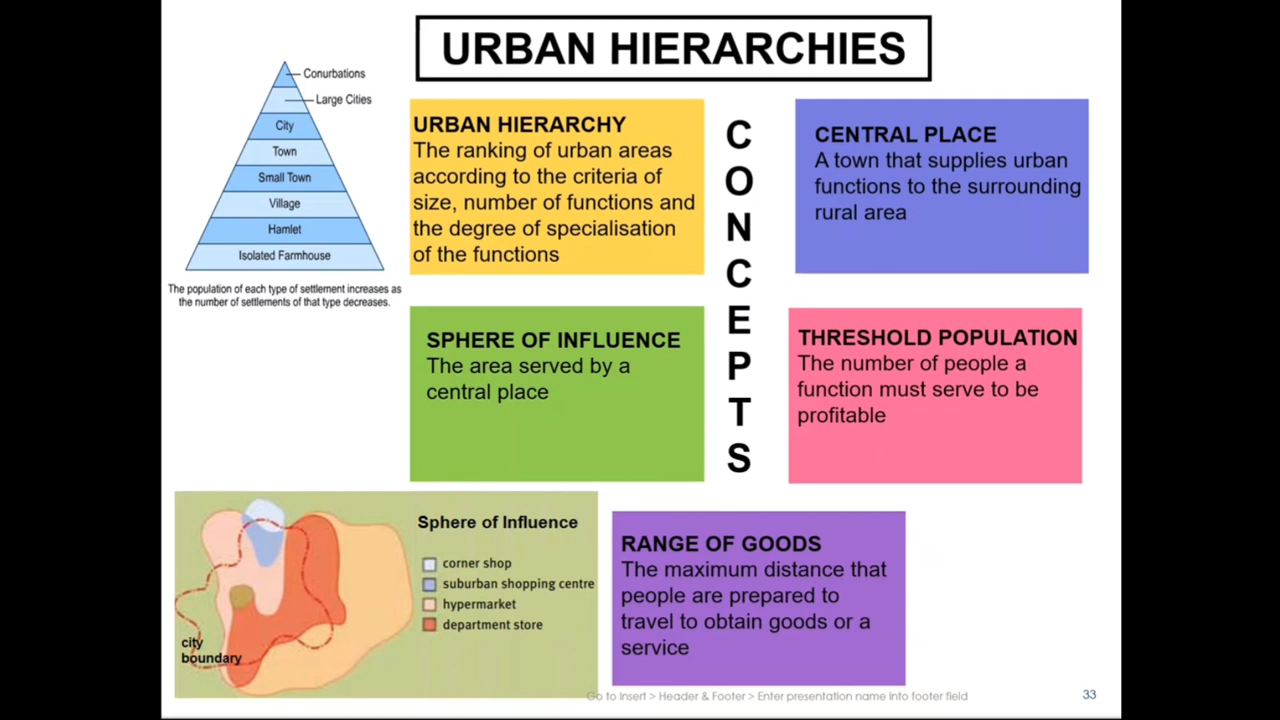 URBAN HIERARCHIES
Conurbations
Large Cities
City
Town
Small Town
Village
Hamlet
Isolated Farmhouse
The population of each type of settlement increases as
the number of settlements of that type decreases.
URBAN HIERARCHY
The ranking of urban areas
according to the criteria of
size, number of functions and
the degree of specialisation
of the functions
C
O
N
C
E
P
T
S
CENTRAL PLACE
A town that supplies urban
functions to the surrounding
rural area
SPHERE OF INFLUENCE
The area served by a
central place
THRESHOLD POPULATION
The number of people a
function must serve to be
profitable
Sphere of Influence
corner shop
suburban shopping centre
hypermarket
department store
city
boundary
RANGE OF GOODS
The maximum distance that
people are prepared to
travel to obtain goods or a
service
Go to Insert > Header & Footer > Enter presentation name into footer field
33